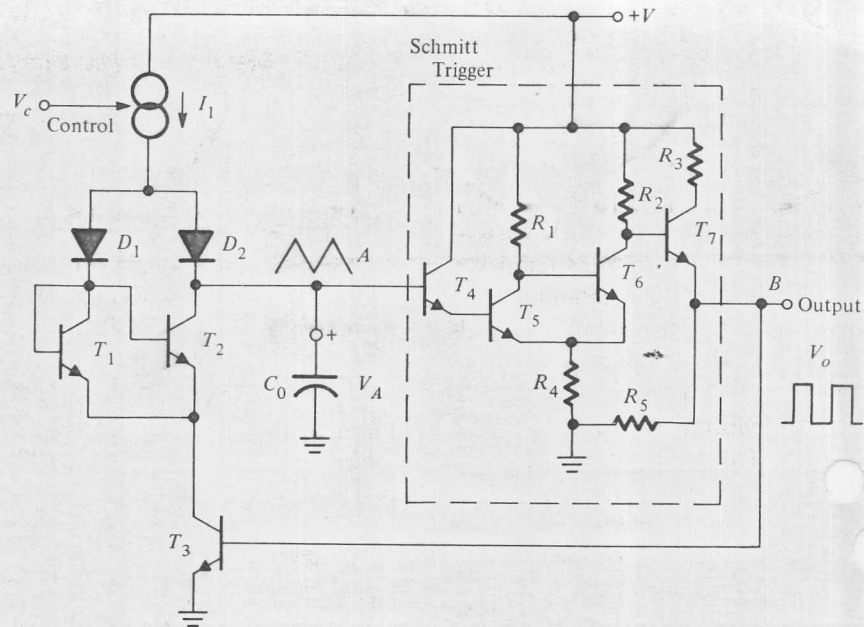 +V
Schmitt
Trigger
V_c
Control
I_1
D_1
D_2
A
T_1
T_2
C_0
+
V_A
T_3
R_1
R_2
R_3
T_4
T_5
T_6
T_7
R_4
R_5
B
Output
V_o